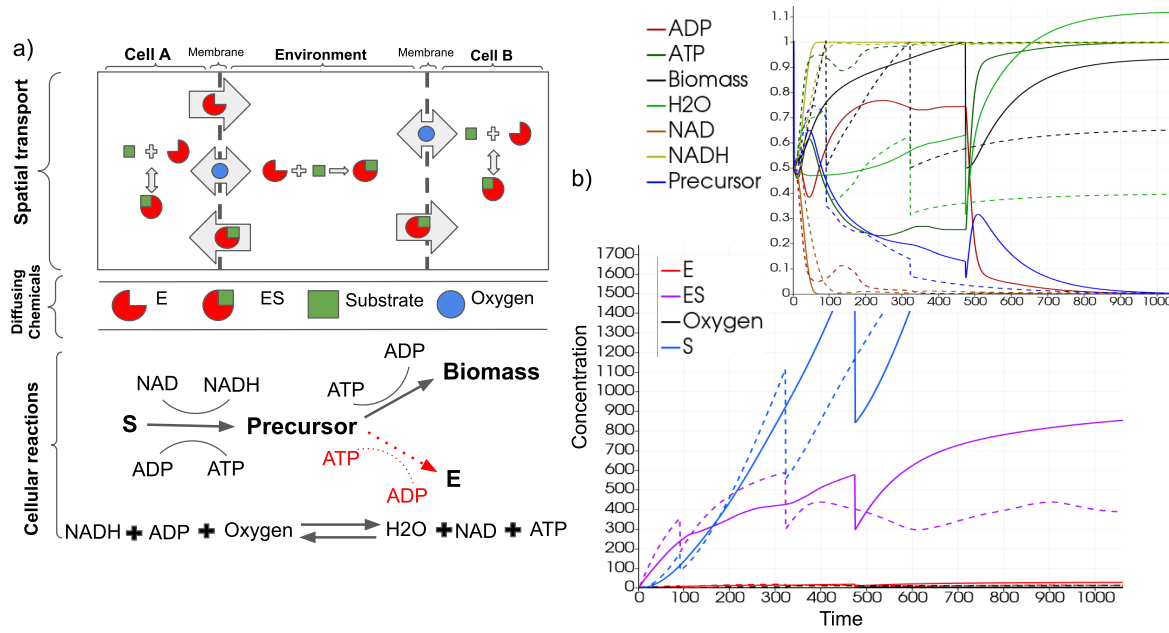 a)
Cell A
Membrane
Environment
Membrane
Cell B
Spatial transport
Diffusing
Chemicals
E
ES
Substrate
Oxygen
Cellular reactions
NAD
NADH
S
Precursor
ADP
ATP
ATP
ADP
Biomass
ATP
ADP
E
NADH + ADP + Oxygen
H2O + NAD + ATP
b)
ADP
ATP
Biomass
H2O
NAD
NADH
Precursor
1.1
1
0.9
0.8
0.7
0.6
0.5
0.4
0.3
0.2
0.1
0
0 100 200 300 400 500 600 700 800 900 1000
E
ES
Oxygen
S
Concentration
1700
1600
1500
1400
1300
1200
1100
1000
900
800
700
600
500
400
300
200
100
0
0 100 200 300 400 500 600 700 800 900 1000
Time